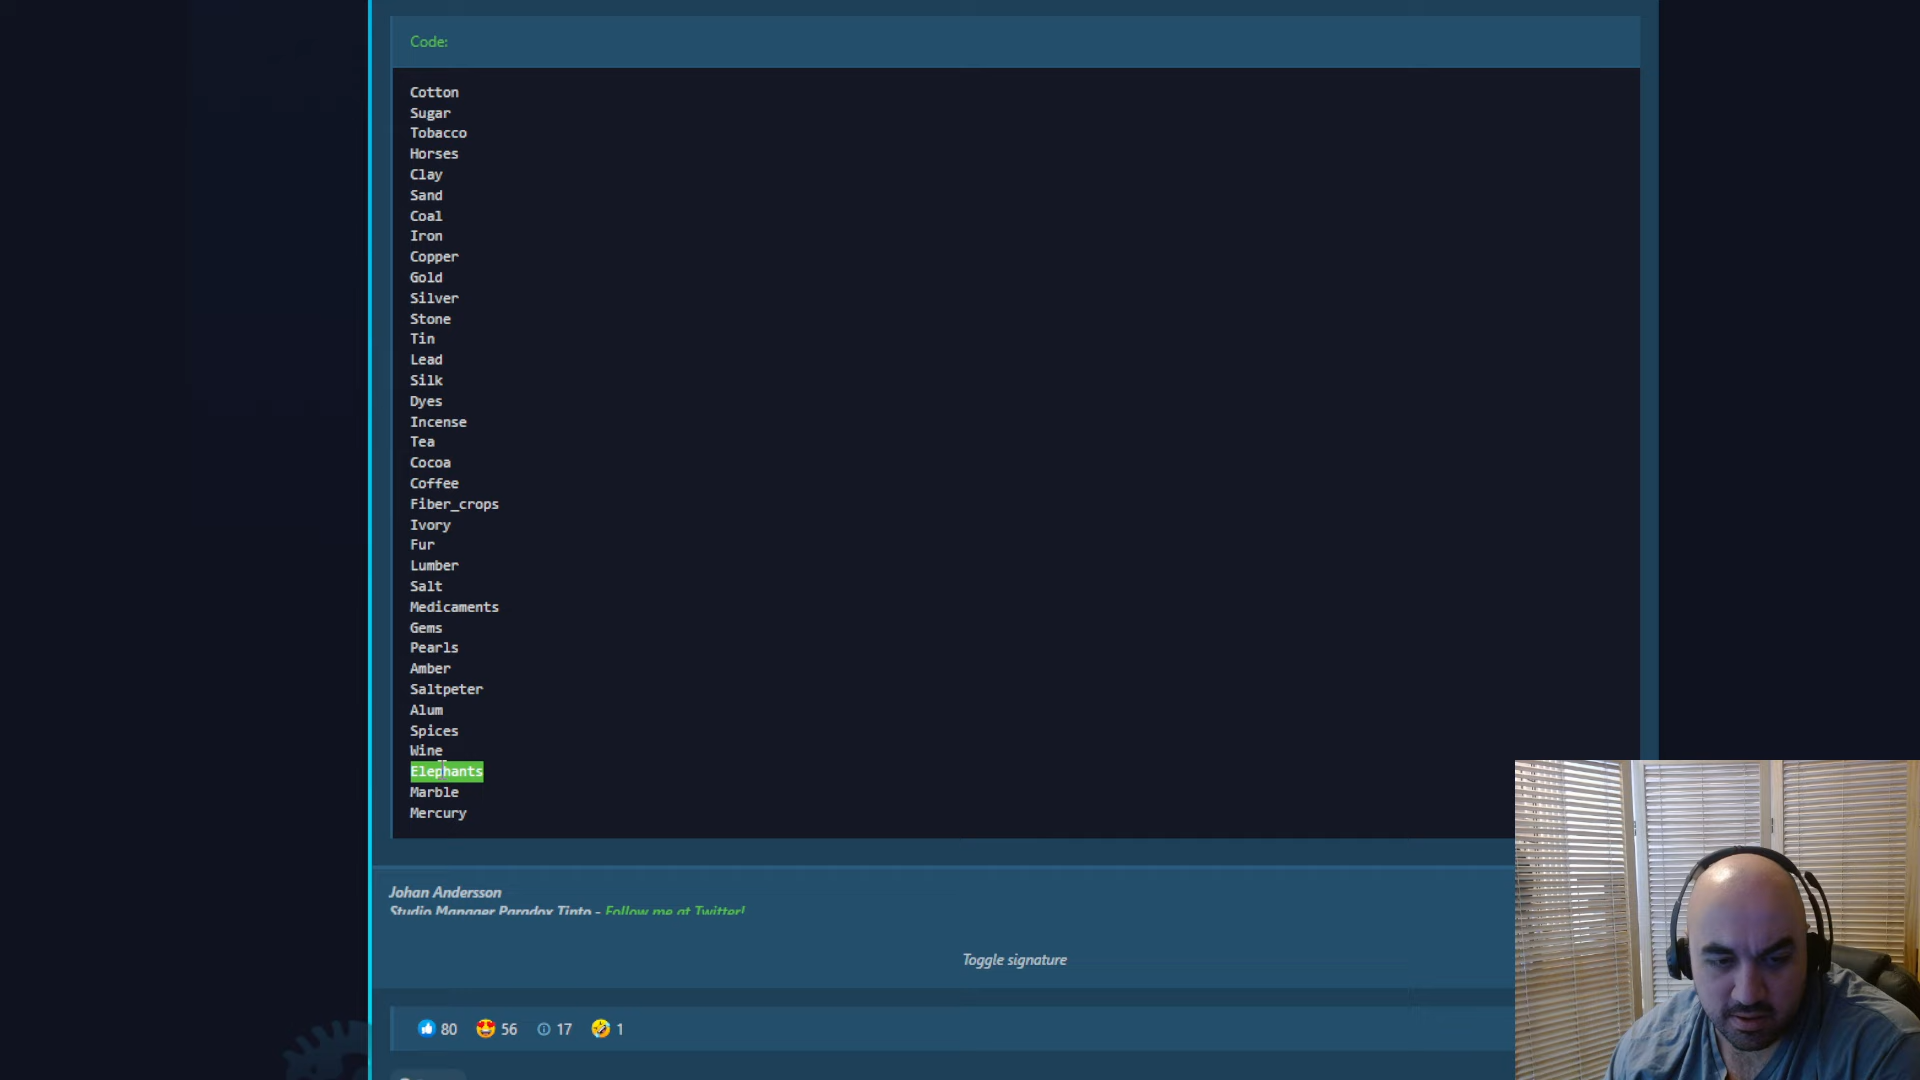 Code:
Cotton
Sugar
Tobacco
Horses
Clay
Sand
Coal
Iron
Copper
Gold
Silver
Stone
Tin
Lead
Silk
Dyes
Incense
Tea
Cocoa
Coffee
Fiber_crops
Ivory
Fur
Lumber
Salt
Medicaments
Gems
Pearls
Amber
Saltpeter
Alum
Spices
Wine
Elephants
Marble
Mercury
Johan Andersson
Studio Manager Paradox Tinto - Follow me at Twitter!
Toggle signature
80 56 17 1